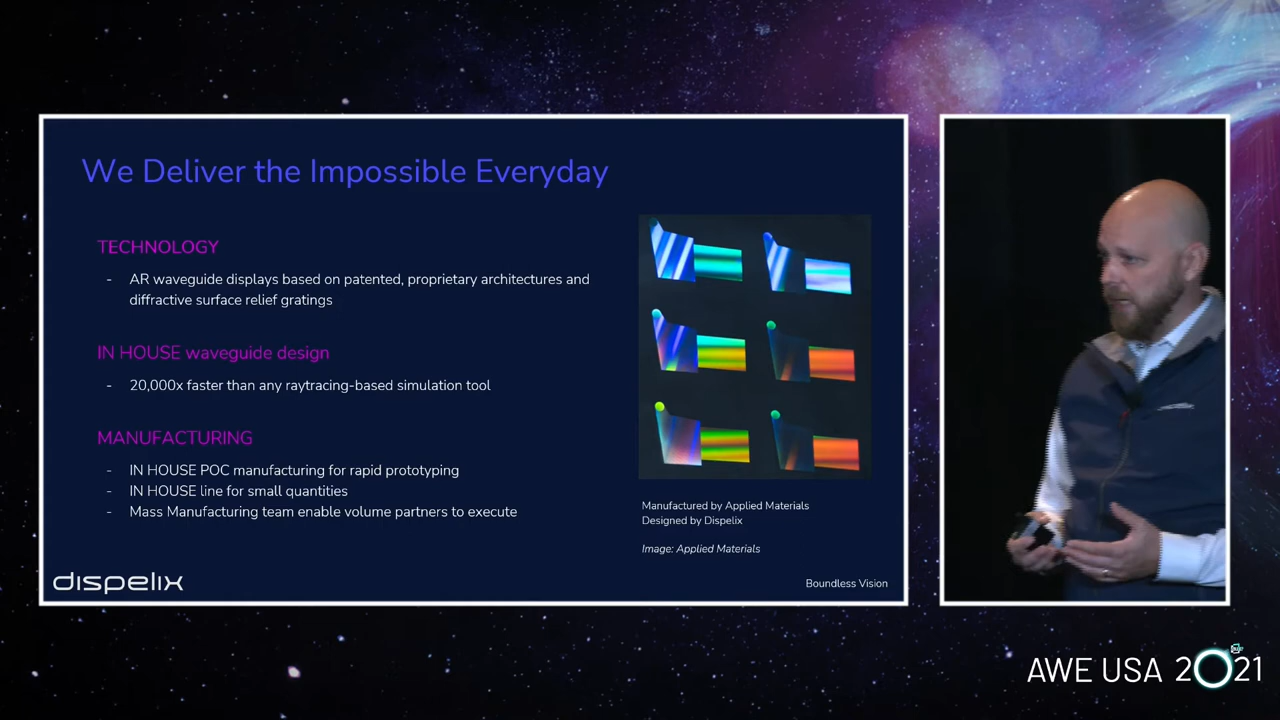 We Deliver the Impossible Everyday
TECHNOLOGY
- AR waveguide displays based on patented, proprietary architectures and
diffractive surface relief gratings
IN HOUSE waveguide design
- 20,000x faster than any raytracing-based simulation tool
MANUFACTURING
- IN HOUSE POC manufacturing for rapid prototyping
- IN HOUSE line for small quantities
- Mass Manufacturing team enable volume partners to execute
Manufactured by Applied Materials
Designed by Dispelix
Image: Applied Materials
dispelix
Boundless Vision
AWE USA 2021